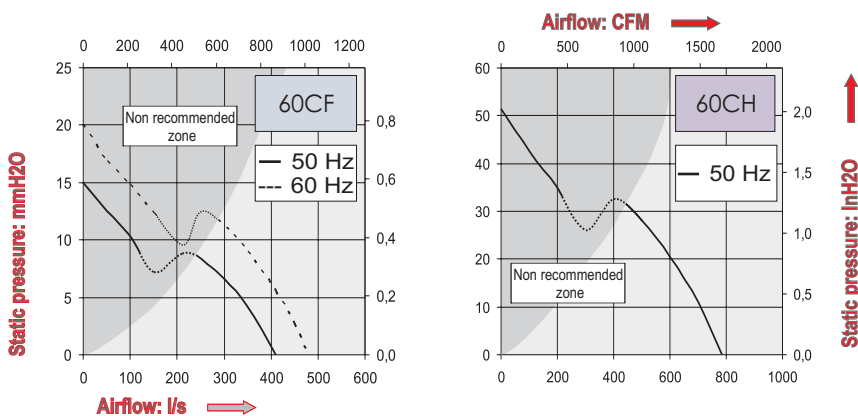 Airflow: CFM
0 200 400 600 800 1000 1200
0 500 1000 1500 2000
25
20
15
10
5
0
0,8
0,6
0,4
0,2
0,0
60CF
Non recommended
zone
50 Hz
60 Hz
0 100 200 300 400 500 600
Static pressure: mmH2O
Airflow: l/s
60
50
40
30
20
10
0
2,0
1,5
1,0
0,5
0,0
60CH
50 Hz
Non recommended
zone
0 200 400 600 800 1000
Static pressure: InH2O